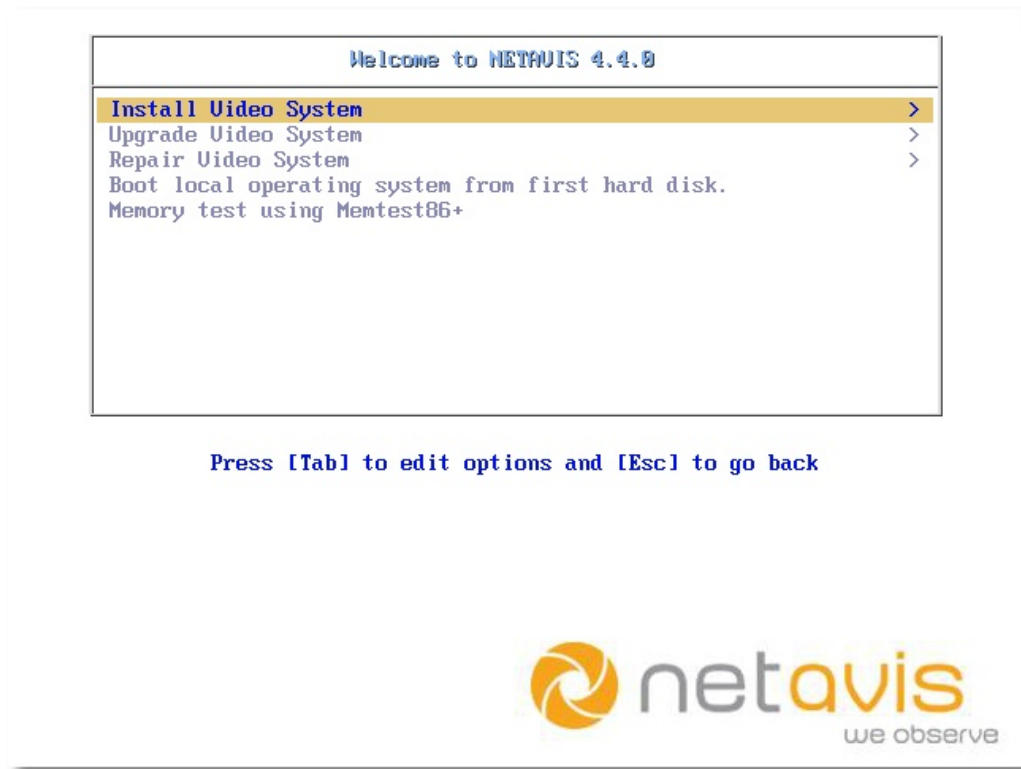 Welcome to NETAVIS 4.4.0
Install Video System >
Upgrade Video System >
Repair Video System >
Boot local operating system from first hard disk.
Memory test using Memtest86+
Press [Tab] to edit options and [Esc] to go back
netavis
we observe